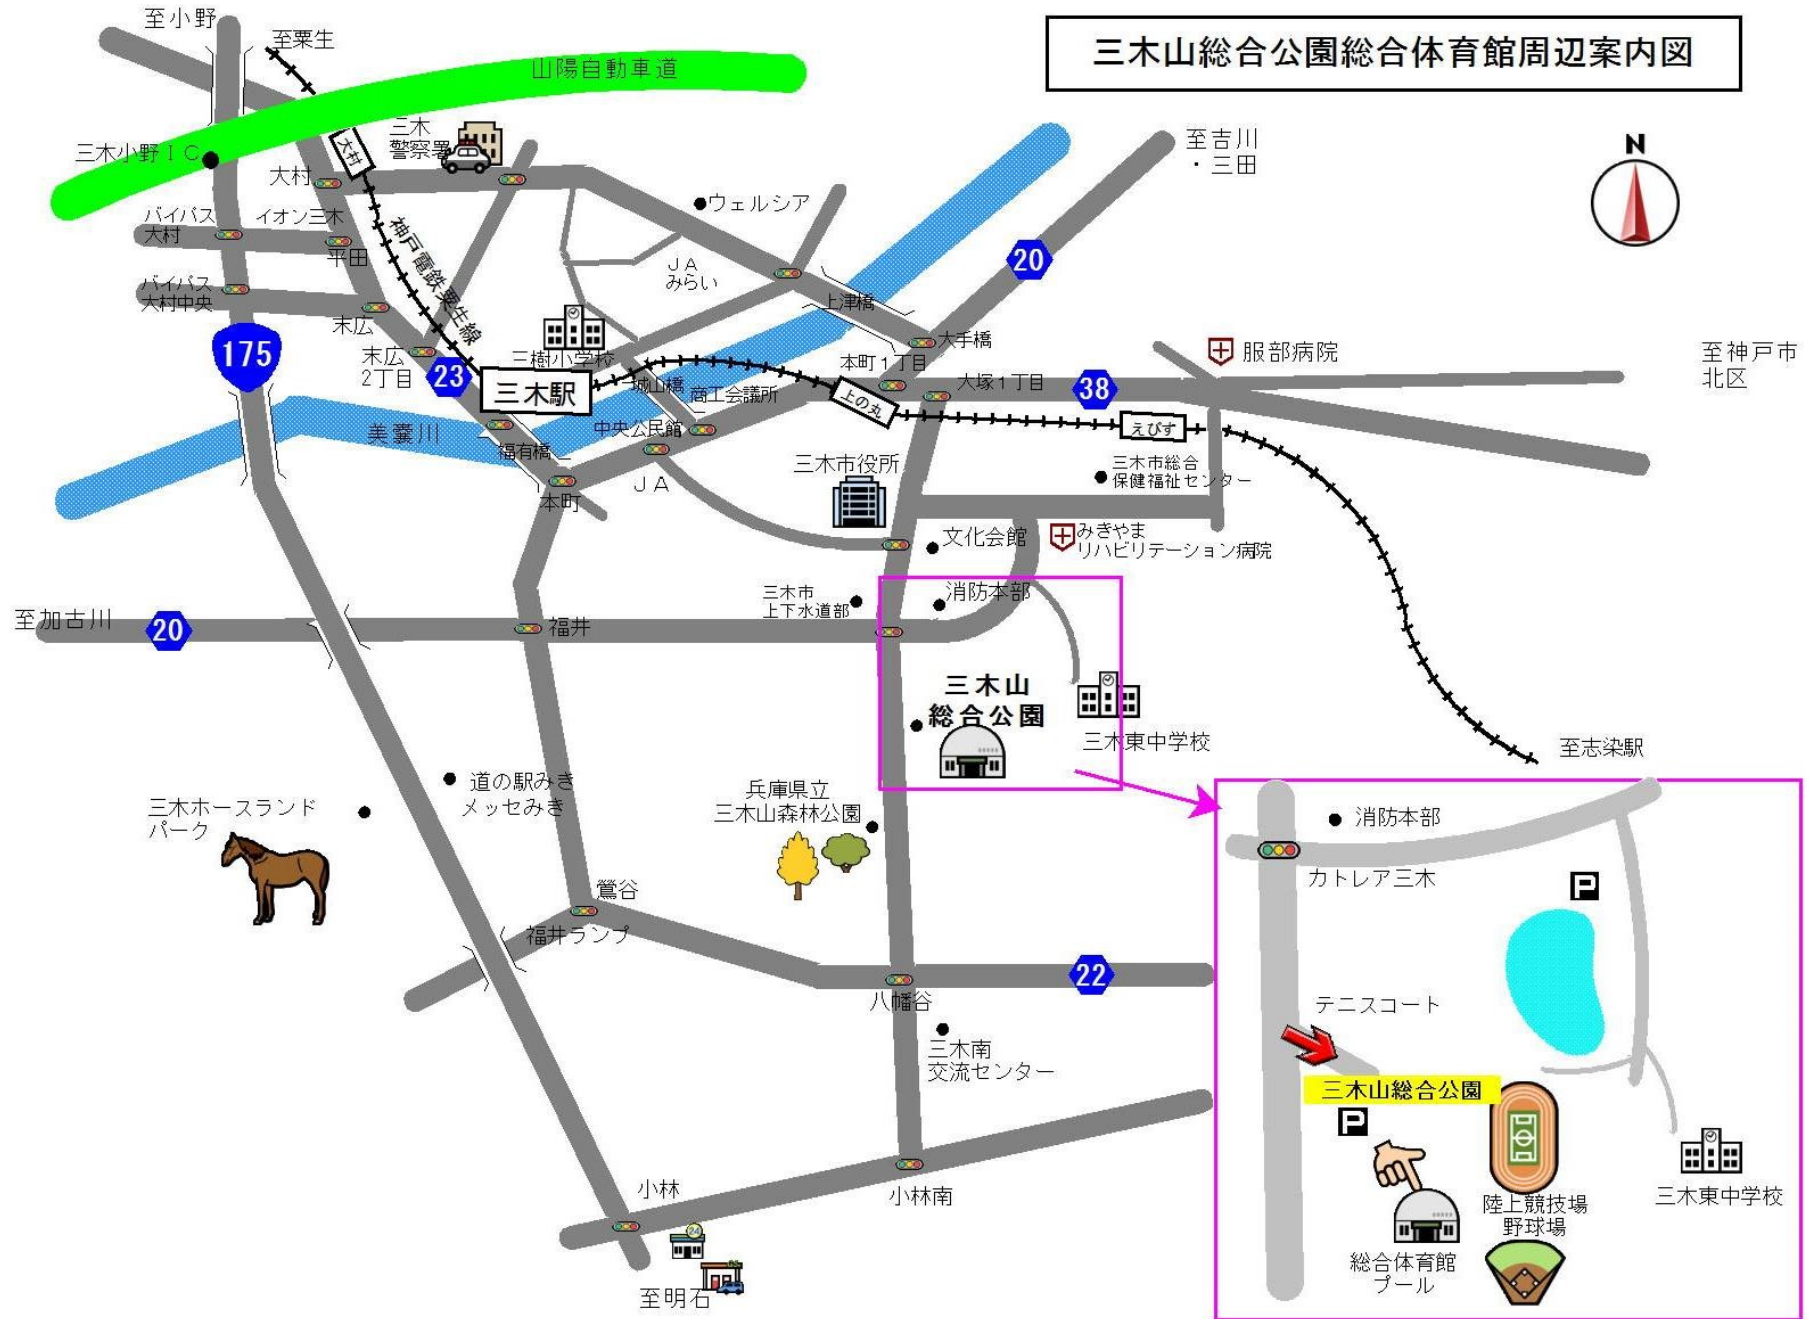 三木山総合公園総合体育館周辺案内図
至小野
至粟生
山陽自動車道
三木小野ＩＣ
大村
三木
警察署
大村
至吉川
・三田
N
ウェルシア
バイパス
大村
イオン三木
平田
神戸電鉄粟生線
20
ＪＡ
みらい
バイパス
大村中央
末広
上津橋
175
末広
2丁目
23
三樹小学校
三木駅
城山橋
商工会議所
本町１丁目
大手橋
大塚１丁目
38
服部病院
至神戸市
北区
上の丸
えびす
美嚢川
福有橋
中央公民館
ＪＡ
本町
三木市役所
三木市総合
保健福祉センター
文化会館
みきやま
リハビリテーション病院
三木市
上下水道部
消防本部
至加古川
20
福井
三木山
総合公園
三木東中学校
至志染駅
道の駅みき
メッセみき
三木ホースランド
パーク
兵庫県立
三木山森林公園
鶯谷
福井ランプ
八幡谷
22
三木南
交流センター
小林
小林南
24
至明石
消防本部
カトレア三木
P
テニスコート
三木山総合公園
P
陸上競技場
野球場
三木東中学校
総合体育館
プール